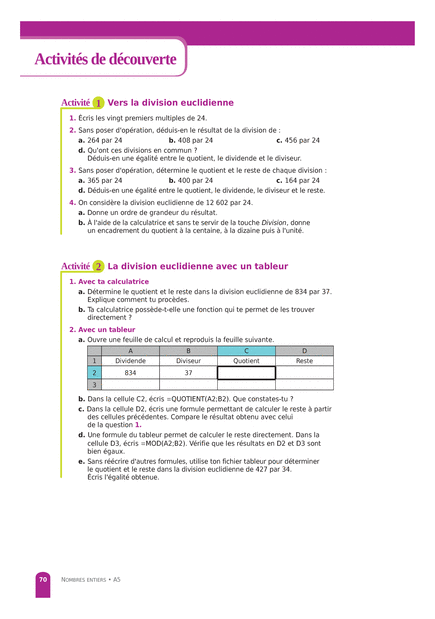 Activités de découverte
Activité 1 Vers la division euclidienne
1. Écris les vingt premiers multiples de 24.
2. Sans poser d'opération, déduis-en le résultat de la division de :
a. 264 par 24 b. 408 par 24 c. 456 par 24
d. Qu'ont ces divisions en commun ?
Déduis-en une égalité entre le quotient, le dividende et le diviseur.
3. Sans poser d'opération, détermine le quotient et le reste de chaque division :
a. 365 par 24 b. 400 par 24 c. 164 par 24
d. Déduis-en une égalité entre le quotient, le dividende, le diviseur et le reste.
4. On considère la division euclidienne de 12 602 par 24.
a. Donne un ordre de grandeur du résultat.
b. À l'aide de la calculatrice et sans te servir de la touche Division, donne
un encadrement du quotient à la centaine, à la dizaine puis à l'unité.
Activité 2 La division euclidienne avec un tableur
1. Avec ta calculatrice
a. Détermine le quotient et le reste dans la division euclidienne de 834 par 37.
Explique comment tu procèdes.
b. Ta calculatrice possède-t-elle une fonction qui te permet de les trouver
directement ?
2. Avec un tableur
a. Ouvre une feuille de calcul et reproduis la feuille suivante.
A B C D
1 Dividende Diviseur Quotient Reste
2 834 37
3
b. Dans la cellule C2, écris =QUOTIENT(A2;B2). Que constates-tu ?
c. Dans la cellule D2, écris une formule permettant de calculer le reste à partir
des cellules précédentes. Compare le résultat obtenu avec celui
de la question 1.
d. Une formule du tableur permet de calculer le reste directement. Dans la
cellule D3, écris =MOD(A2;B2). Vérifie que les résultats en D2 et D3 sont
bien égaux.
e. Sans réécrire d'autres formules, utilise ton fichier tableur pour déterminer
le quotient et le reste dans la division euclidienne de 427 par 34.
Écris l'égalité obtenue.
70 NOMBRES ENTIERS • A5